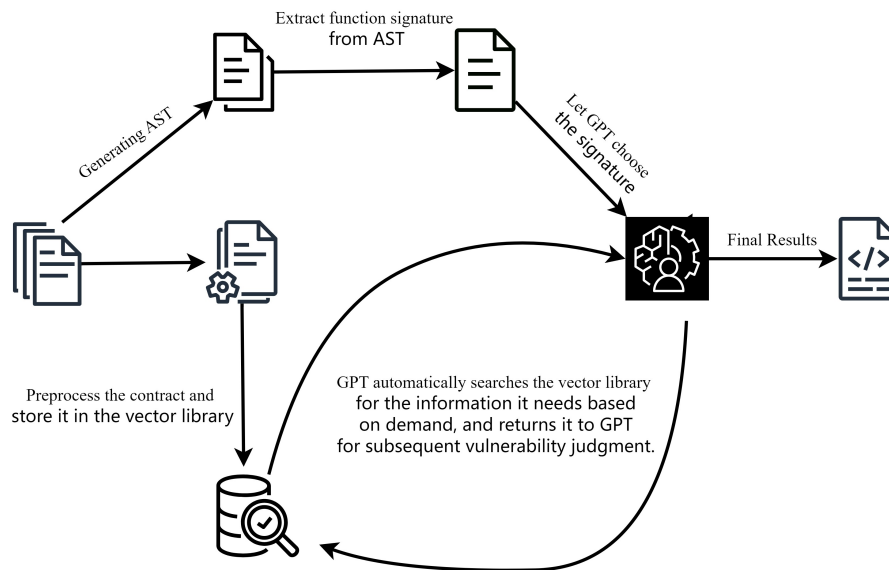 Extract function signature
from AST
Generating AST
Let GPT choose
the signature
Final Results
</>
Preprocess the contract and
store it in the vector library
GPT automatically searches the vector library
for the information it needs based
on demand, and returns it to GPT
for subsequent vulnerability judgment.